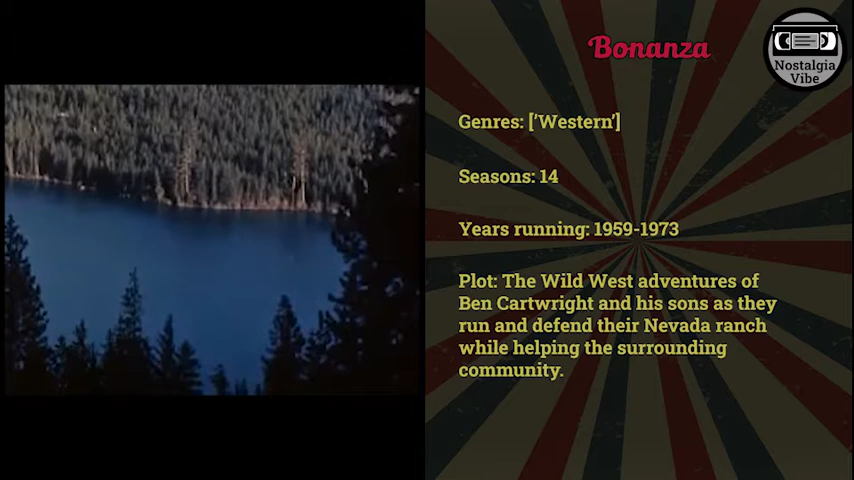 Bonanza
Nostalgia
Vibe
Genres: ['Western']
Seasons: 14
Years running: 1959-1973
Plot: The Wild West adventures of
Ben Cartwright and his sons as they
run and defend their Nevada ranch
while helping the surrounding
community.